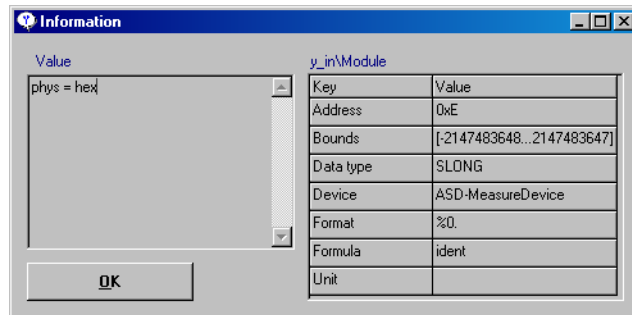 Information
Value
phys = hex
OK
y_in\Module
Key Value
Address 0xE
Bounds [-2147483648...2147483647]
Data type SLONG
Device ASD-MeasureDevice
Format %0.
Formula ident
Unit